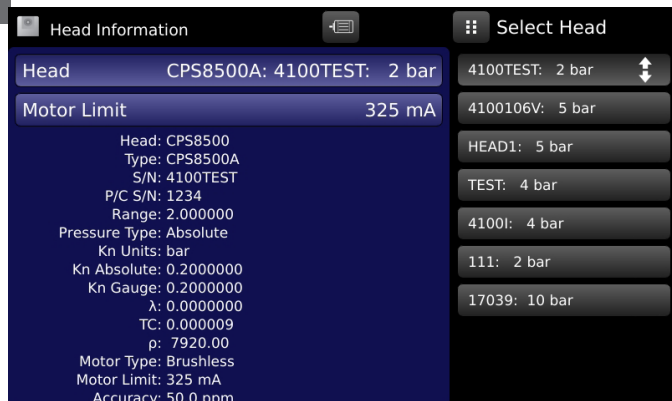 Head Information
Head CPS8500A: 4100TEST: 2 bar
Motor Limit 325 mA
Head: CPS8500
Type: CPS8500A
S/N: 4100TEST
P/C S/N: 1234
Range: 2.000000
Pressure Type: Absolute
Kn Units: bar
Kn Absolute: 0.2000000
Kn Gauge: 0.2000000
λ: 0.0000000
TC: 0.000009
ρ: 7920.00
Motor Type: Brushless
Motor Limit: 325 mA
Accuracy: 50.0 ppm
Select Head
4100TEST: 2 bar
4100106V: 5 bar
HEAD1: 5 bar
TEST: 4 bar
4100I: 4 bar
111: 2 bar
17039: 10 bar